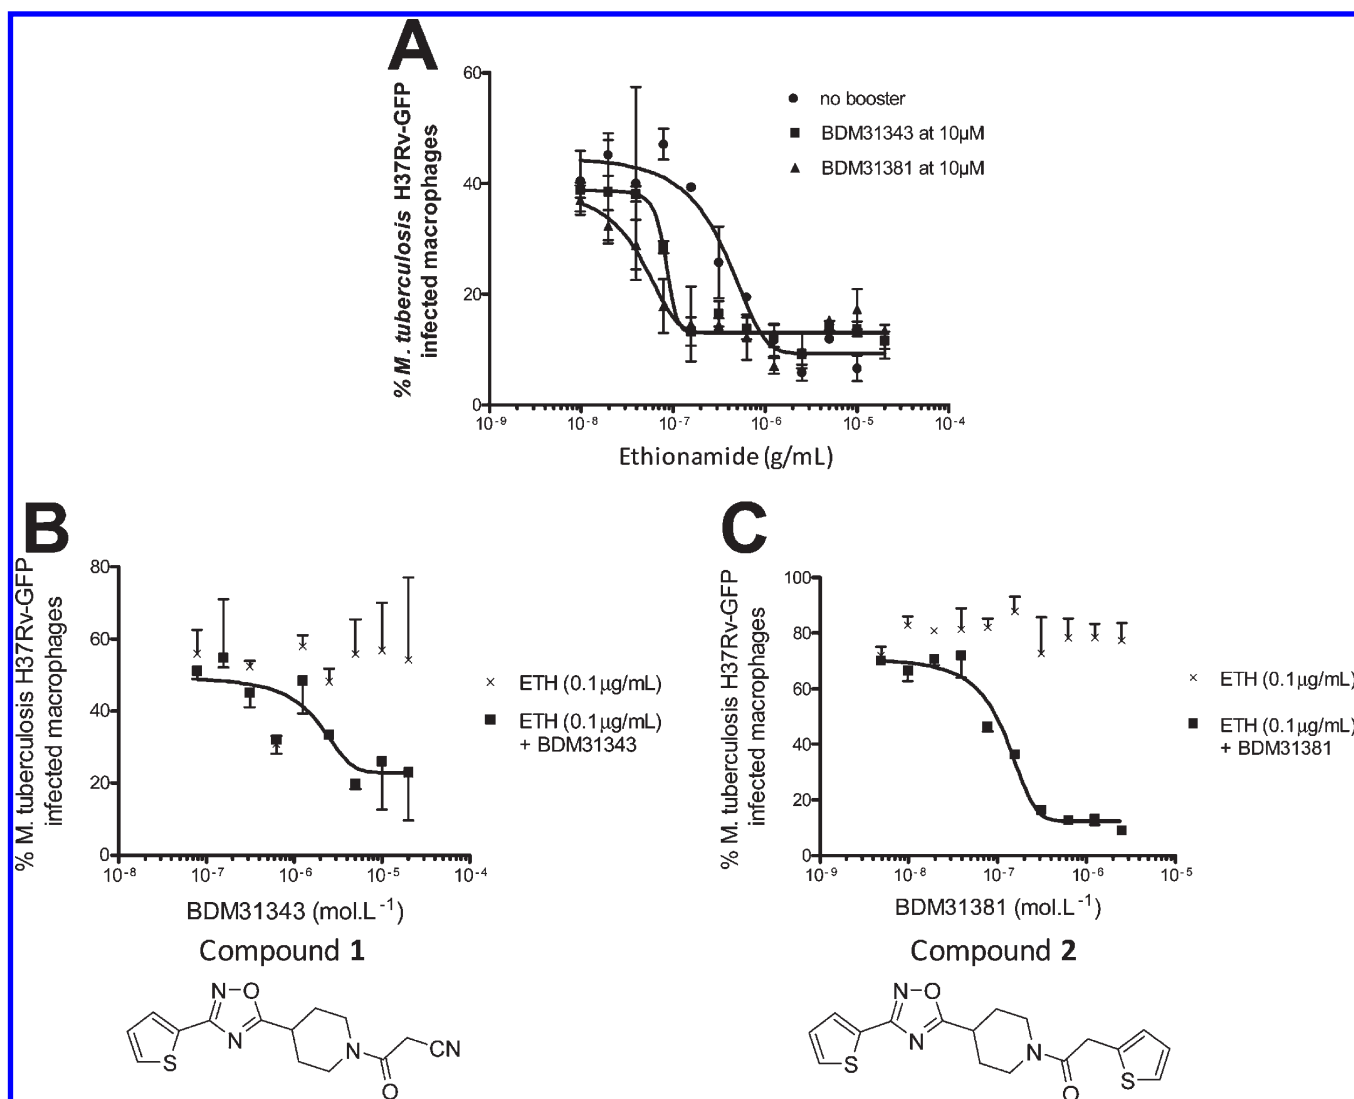 A
% M. tuberculosis H37Rv-GFP
infected macrophages
60
40
20
0
10-9
10-8
10-7
10-6
10-5
10-4
Ethionamide (g/mL)
no booster
BDM31343 at 10µM
BDM31381 at 10µM
B
% M. tuberculosis H37Rv-GFP
infected macrophages
80
60
40
20
0
10-8
10-7
10-6
10-5
10-4
BDM31343 (mol.L-1)
ETH (0.1µg/mL)
ETH (0.1µg/mL)
+ BDM31343
Compound 1
N
O
N
S
N
O
CN
C
% M. tuberculosis H37Rv-GFP
infected macrophages
100
80
60
40
20
0
10-9
10-8
10-7
10-6
10-5
BDM31381 (mol.L-1)
ETH (0.1µg/mL)
ETH (0.1µg/mL)
+ BDM31381
Compound 2
N
O
N
S
N
O
S